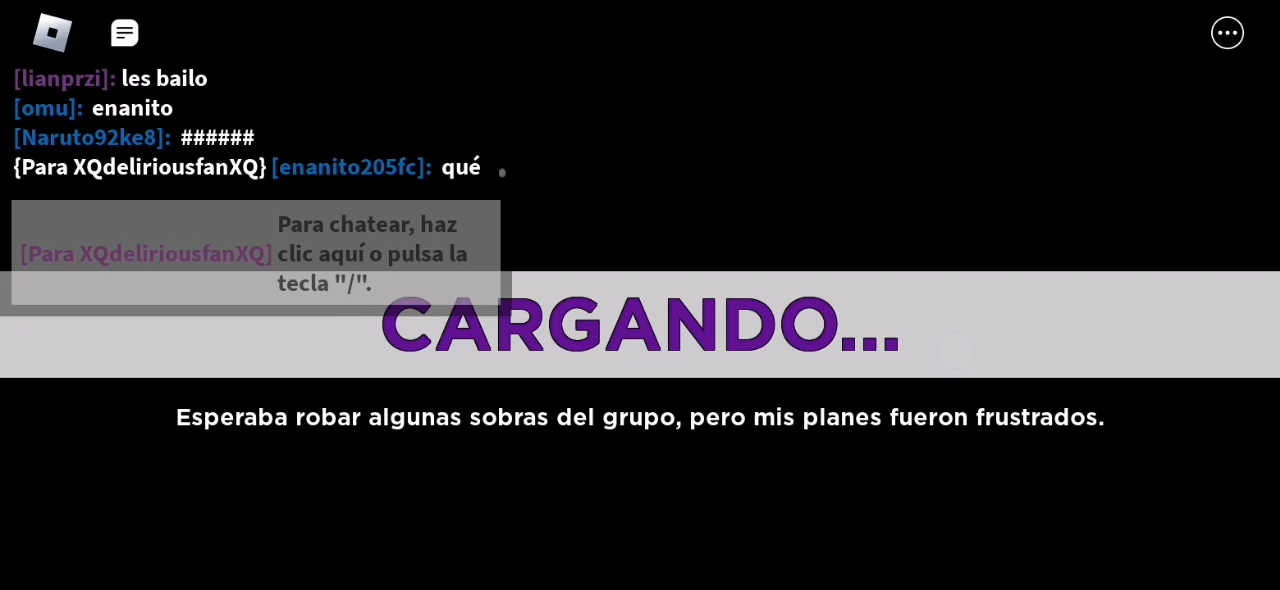 [lianprzi]: les bailo
[omu]: enanito
[Naruto92ke8]: ######
{Para XQdeliriousfanXQ} [enanito205fc]: qué
[Para XQdeliriousfanXQ] Para chatear, haz
clic aquí o pulsa la
tecla "/".
CARGANDO...
Esperaba robar algunas sobras del grupo, pero mis planes fueron frustrados.